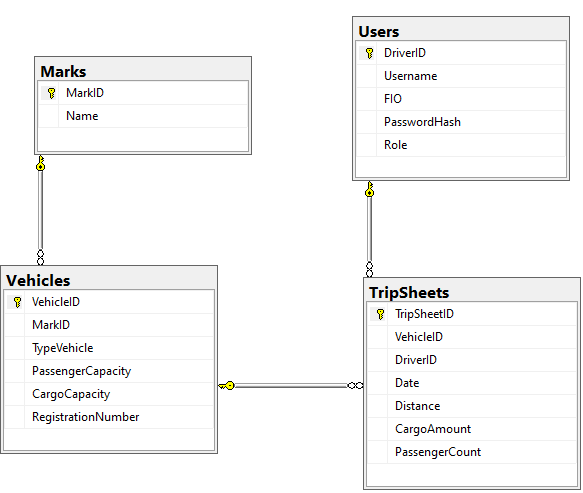 Marks
MarkID
Name
Users
DriverID
Username
FIO
PasswordHash
Role
Vehicles
VehicleID
MarkID
TypeVehicle
PassengerCapacity
CargoCapacity
RegistrationNumber
TripSheets
TripSheetID
VehicleID
DriverID
Date
Distance
CargoAmount
PassengerCount